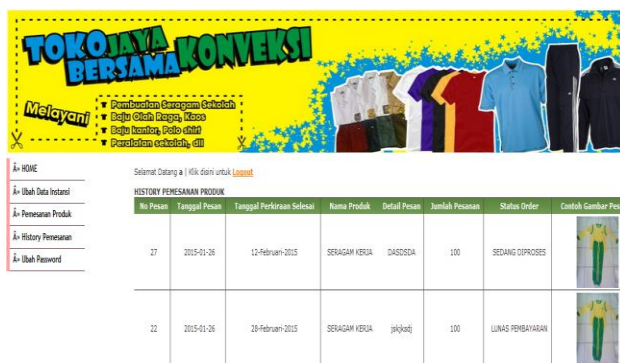 TOKO JAYA BERSAMA KONVEKSI
Melayani
Pembuatan Seragam Sekolah
Baju Olah Raga, Kaos
Baju kantor, Polo shirt
Peralatan sekolah, dll
Â» HOME
Â» Ubah Data Instansi
Â» Pemesanan Produk
Â» History Pemesanan
Â» Ubah Password
Selamat Datang a | Klik disini untuk Logout
HISTORY PEMESANAN PRODUK
No Pesan Tanggal Pesan Tanggal Perkiraan Selesai Nama Produk Detail Pesan Jumlah Pesanan Status Order Contoh Gambar Pes
27 2015-01-26 12-Februari-2015 SERAGAM KERJA DASDSDA 100 SEDANG DIPROSES
22 2015-01-26 28-Februari-2015 SERAGAM KERJA jskjksdj 100 LUNAS PEMBAYARAN